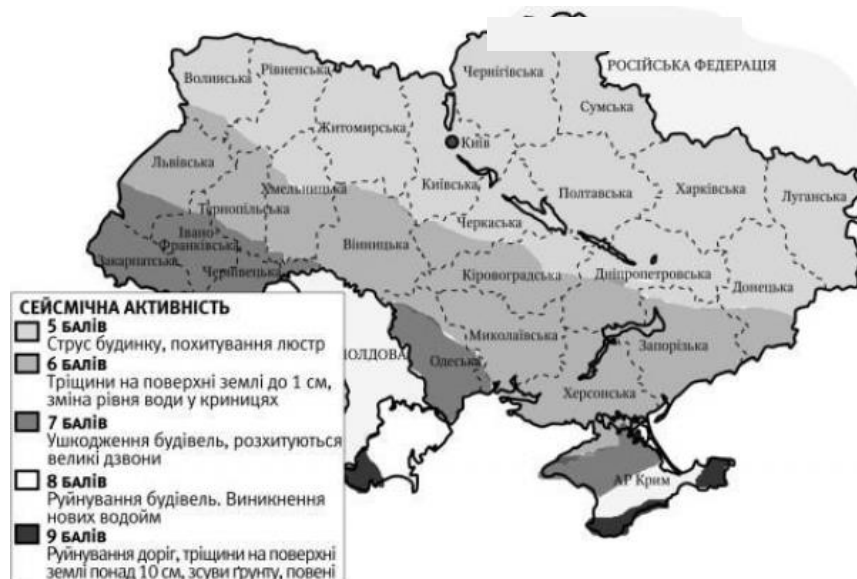 РОСІЙСЬКА ФЕДЕРАЦІЯ
Чернігівська
Волинська
Рівненська
Сумська
Житомирська
Київ
Львівська
Хмельницька
Київська
Полтавська
Харківська
Луганська
Тернопільська
Черкаська
Івано-
Франківська
Вінницька
Закарпатська
Чернівецька
Кіровоградська
Дніпропетровська
Донецька
СЕЙСМІЧНА АКТИВНІСТЬ
5 БАЛІВ
Струс будинку, похитування люстр
6 БАЛІВ
Тріщини на поверхні землі до 1 см,
зміна рівня води у криницях
7 БАЛІВ
Ушкодження будівель, розхитуються
великі дзвони
8 БАЛІВ
Руйнування будівель. Виникнення
нових водойм
9 БАЛІВ
Руйнування доріг, тріщини на поверхні
землі понад 10 см, зсуви ґрунту, повені
ОЛДОВА
Одеська
Миколаївська
Запорізька
Херсонська
АР Крим